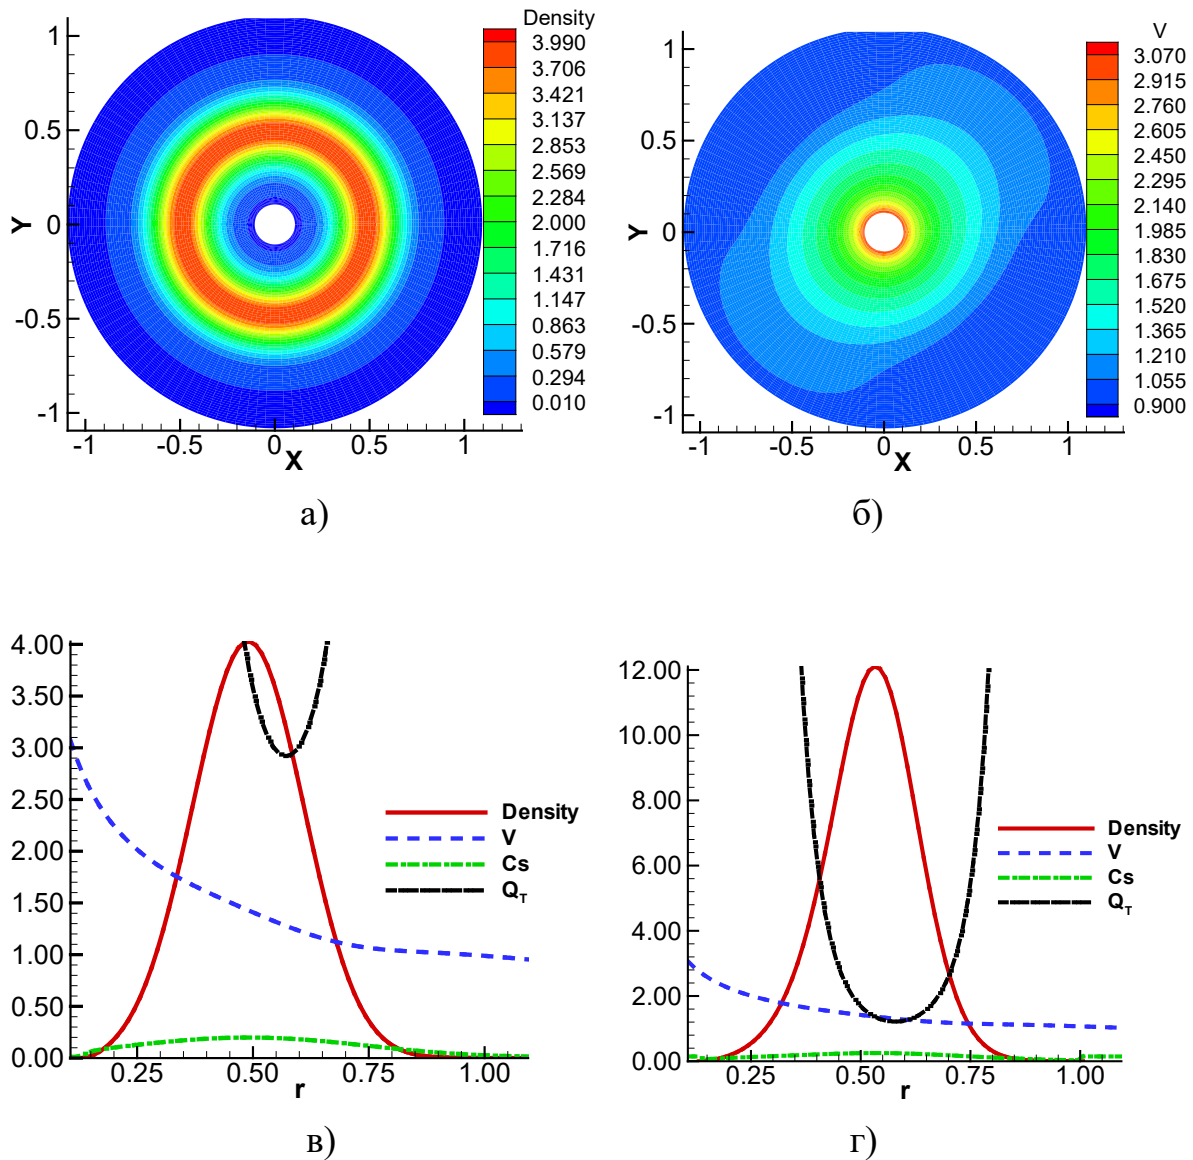 Density
3.990
3.706
3.421
3.137
2.853
2.569
2.284
2.000
1.716
1.431
1.147
0.863
0.579
0.294
0.010
1
0.5
0
-0.5
-1
Y
-1 -0.5 0 0.5 1
X
а)
V
3.070
2.915
2.760
2.605
2.450
2.295
2.140
1.985
1.830
1.675
1.520
1.365
1.210
1.055
0.900
1
0.5
0
-0.5
-1
Y
-1 -0.5 0 0.5 1
X
б)
4.00
3.50
3.00
2.50
2.00
1.50
1.00
0.50
0.00
Density
V
Cs
Q_T
0.25 0.50 0.75 1.00
r
в)
12.00
10.00
8.00
6.00
4.00
2.00
0.00
Density
V
Cs
Q_T
0.25 0.50 0.75 1.00
r
г)